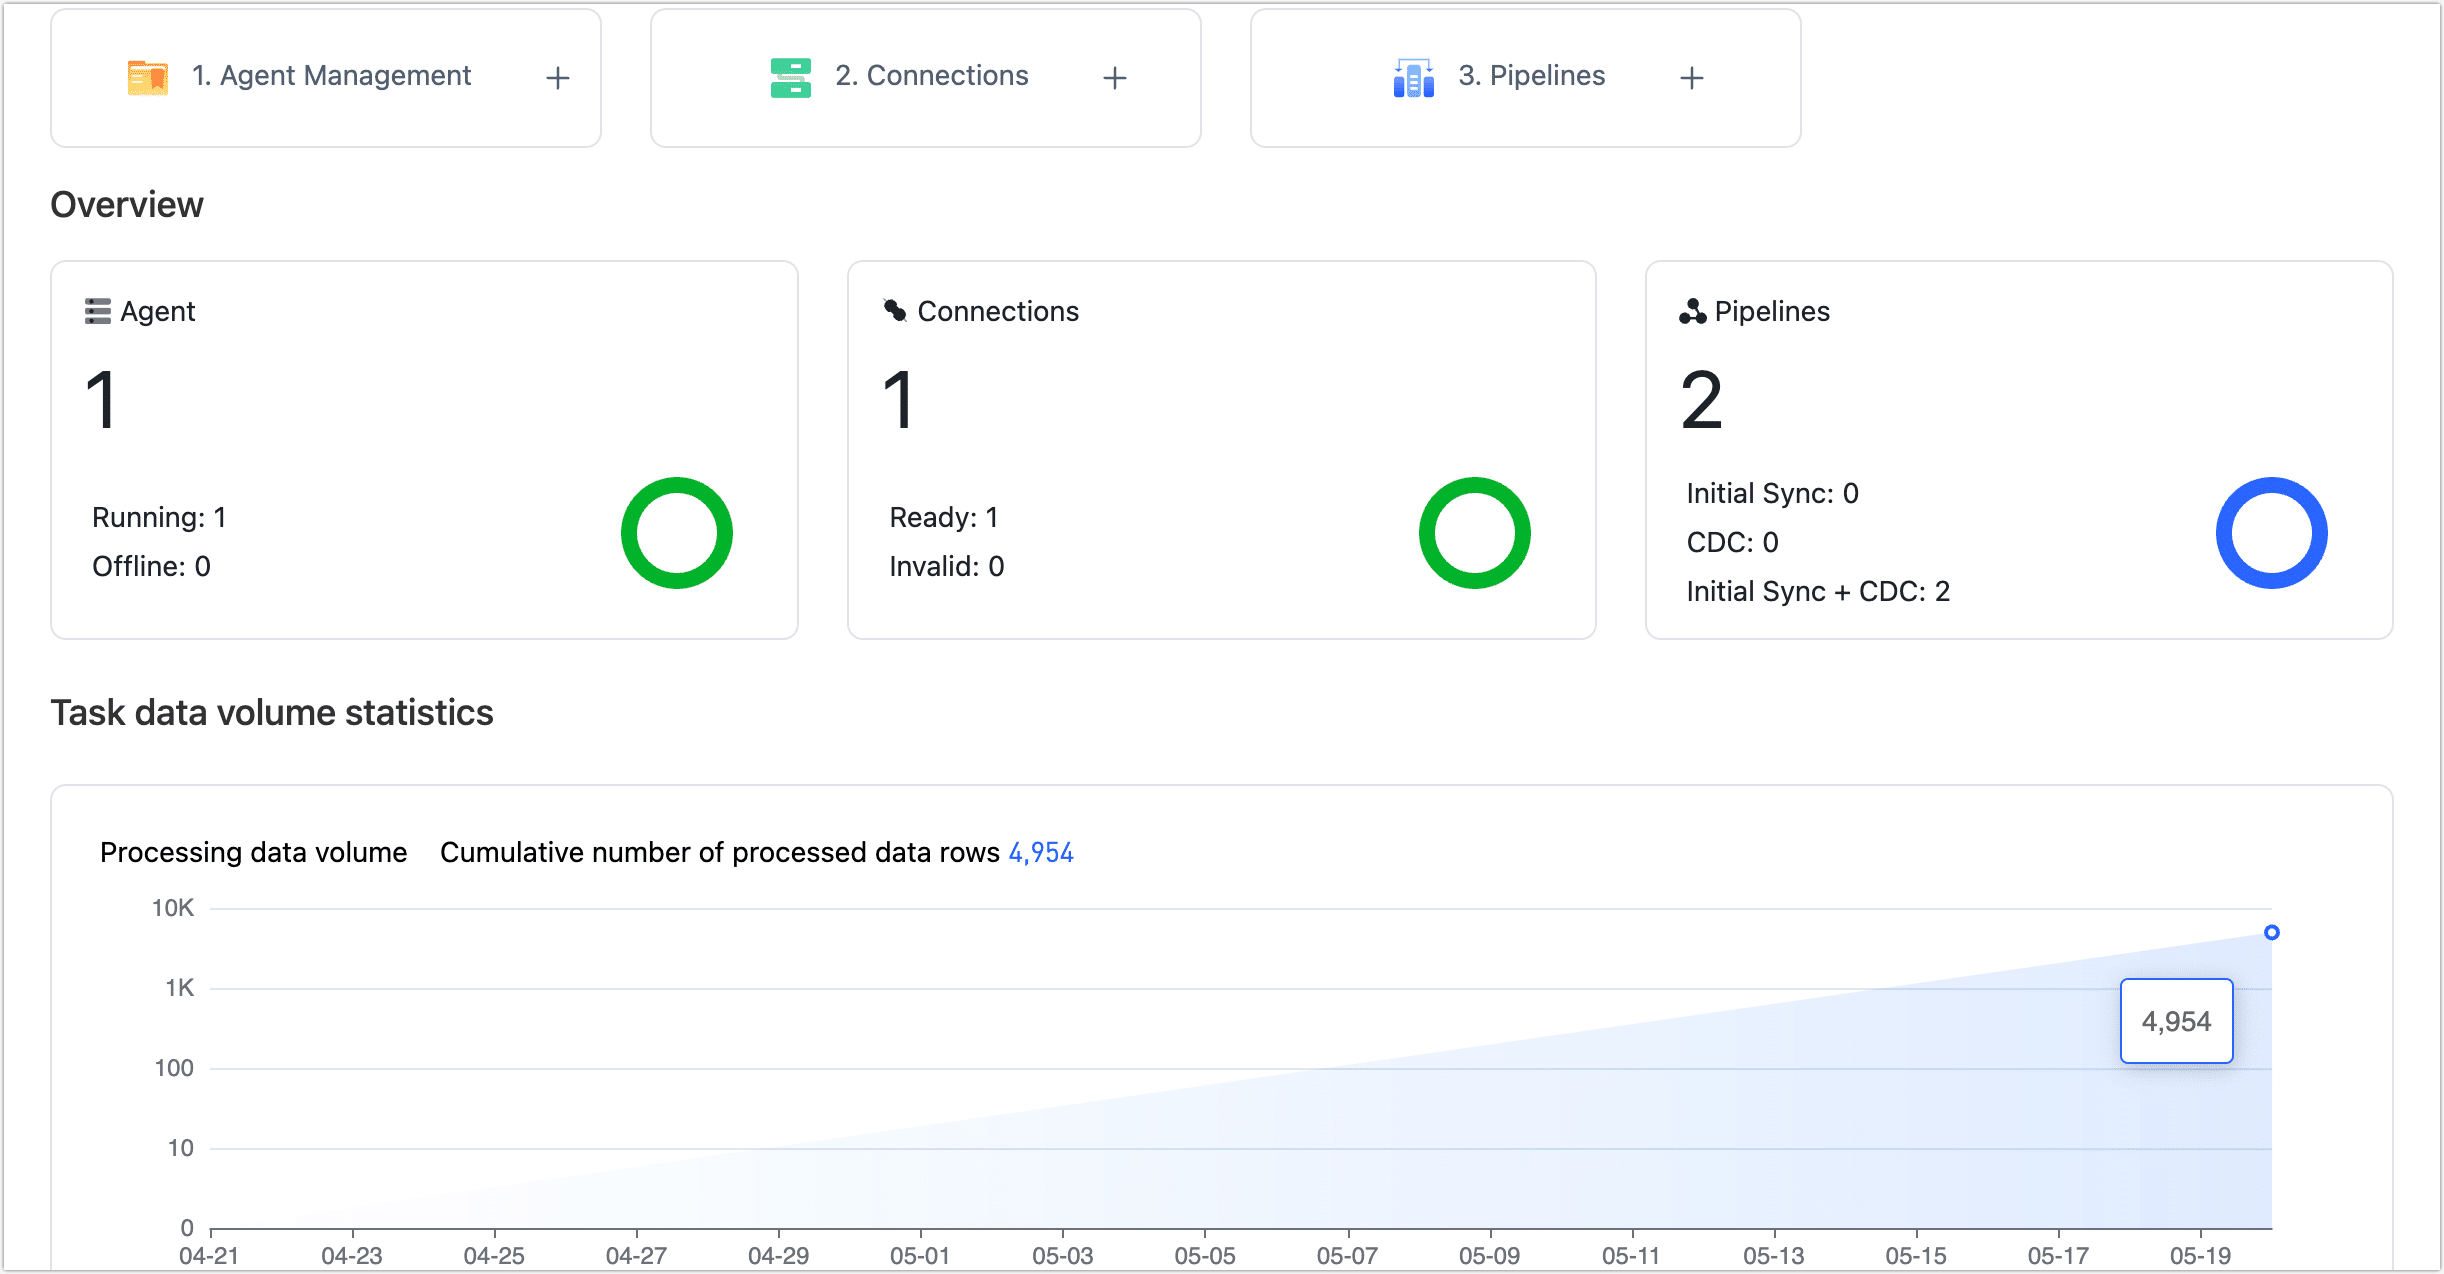 1. Agent Management +
2. Connections +
3. Pipelines +
Overview
Agent
1
Running: 1
Offline: 0
Connections
1
Ready: 1
Invalid: 0
Pipelines
2
Initial Sync: 0
CDC: 0
Initial Sync + CDC: 2
Task data volume statistics
Processing data volume
Cumulative number of processed data rows 4,954
10K
1K
100
10
0
4,954
04-21 04-23 04-25 04-27 04-29 05-01 05-03 05-05 05-07 05-09 05-11 05-13 05-15 05-17 05-19